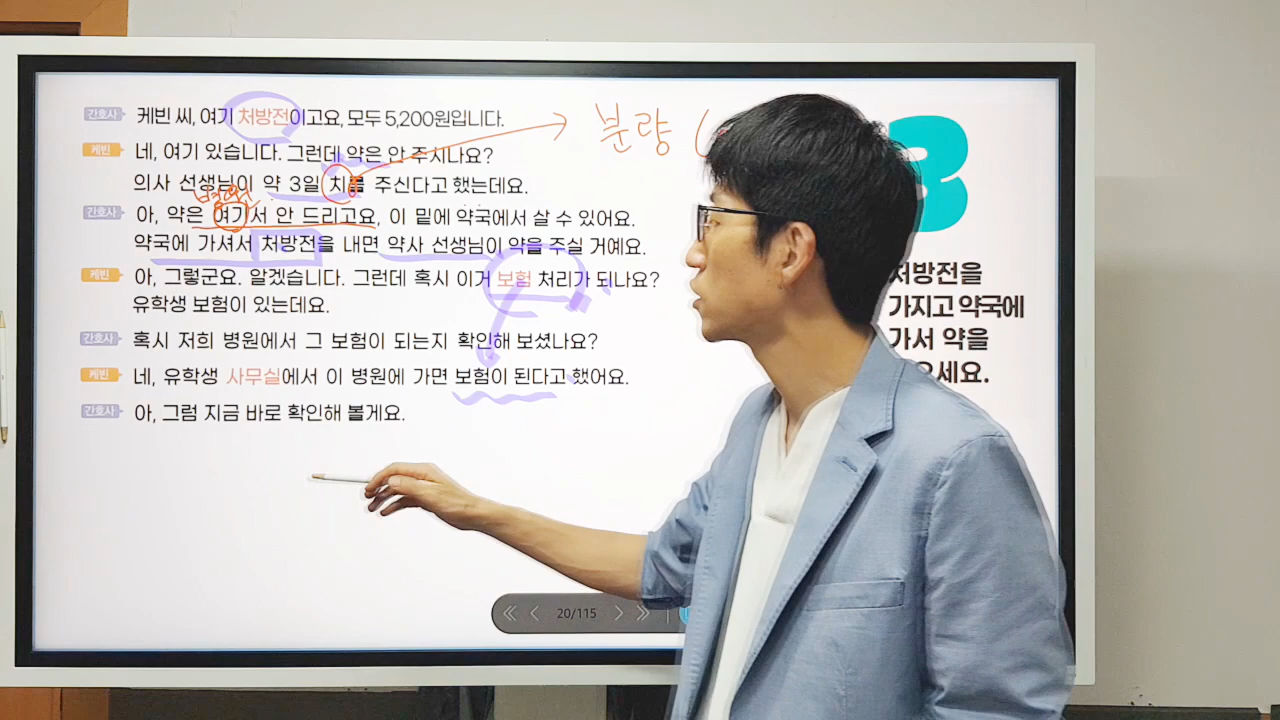 간호사 케빈 씨, 여기 처방전이고요, 모두 5,200원입니다.
케빈 네, 여기 있습니다. 그런데 약은 안 주시나요?
의사 선생님이 약 3일 치를 주신다고 했는데요.
분량 (
병원
간호사 아, 약은 여기서 안 드리고요, 이 밑에 약국에서 살 수 있어요.
약국에 가셔서 처방전을 내면 약사 선생님이 약을 주실 거예요.
케빈 아, 그렇군요. 알겠습니다. 그런데 혹시 이거 보험 처리가 되나요?
유학생 보험이 있는데요.
간호사 혹시 저희 병원에서 그 보험이 되는지 확인해 보셨나요?
케빈 네, 유학생 사무실에서 이 병원에 가면 보험이 된다고 했어요.
간호사 아, 그럼 지금 바로 확인해 볼게요.
처방전을
가지고 약국에
가서 약을
20/115